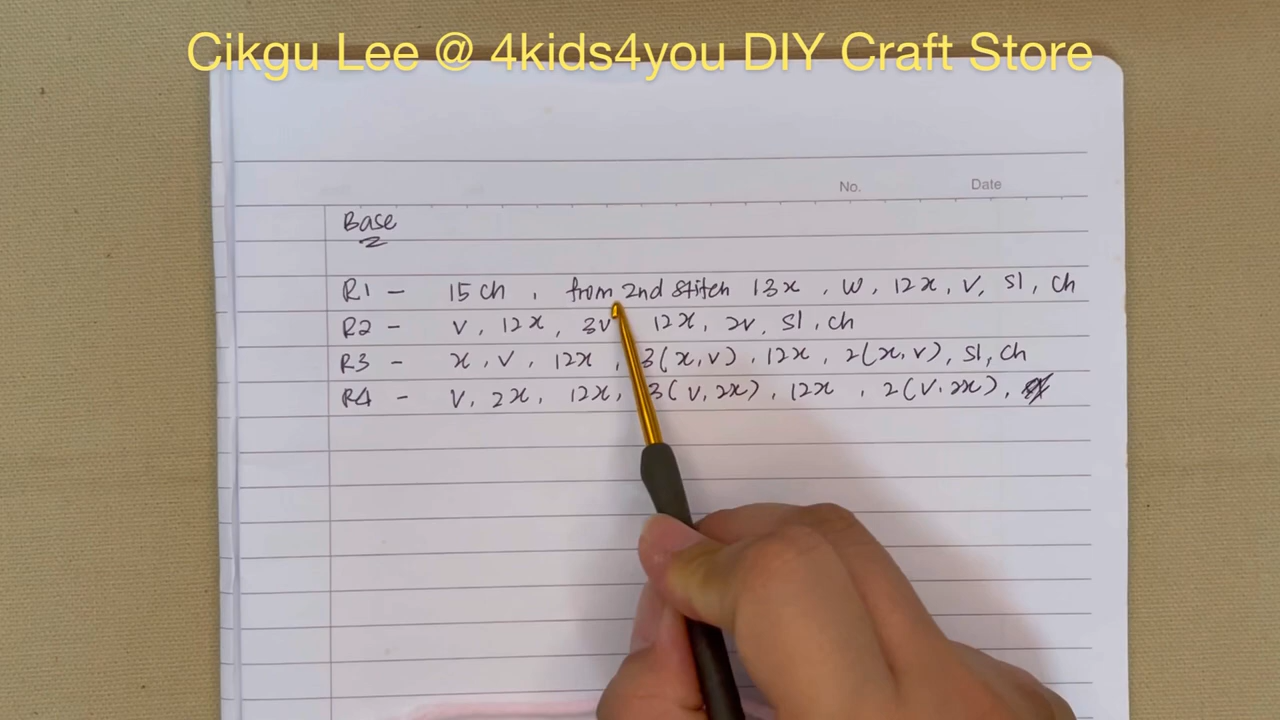 Cikgu Lee @ 4kids4you DIY Craft Store
No. Date
Base
R1 - 15 ch , from 2nd stitch 13x , W , 12x , V , sl , ch
R2 - V , 12x , 3V 12x , 2V , sl , ch
R3 - x , V , 12x , 3(x,V) , 12x , 2(x,V) , sl , ch
R4 - V , 2x , 12x , 3(V,2x) , 12x , 2(V,2x) ,